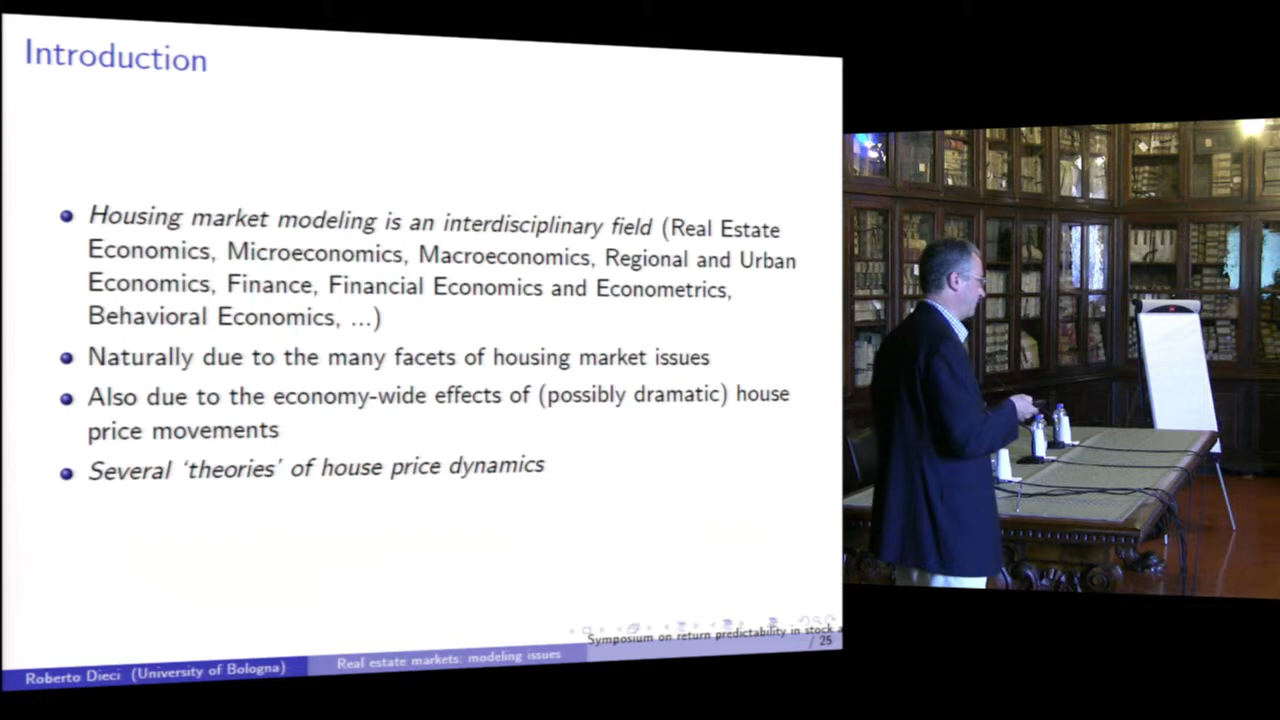 Introduction
Housing market modeling is an interdisciplinary field (Real Estate
Economics, Microeconomics, Macroeconomics, Regional and Urban
Economics, Finance, Financial Economics and Econometrics,
Behavioral Economics, ...)
Naturally due to the many facets of housing market issues
Also due to the economy-wide effects of (possibly dramatic) house
price movements
Several ‘theories’ of house price dynamics
Symposium on return predictability in stock a
/ 25
Roberto Dieci (University of Bologna)
Real estate markets: modeling issues